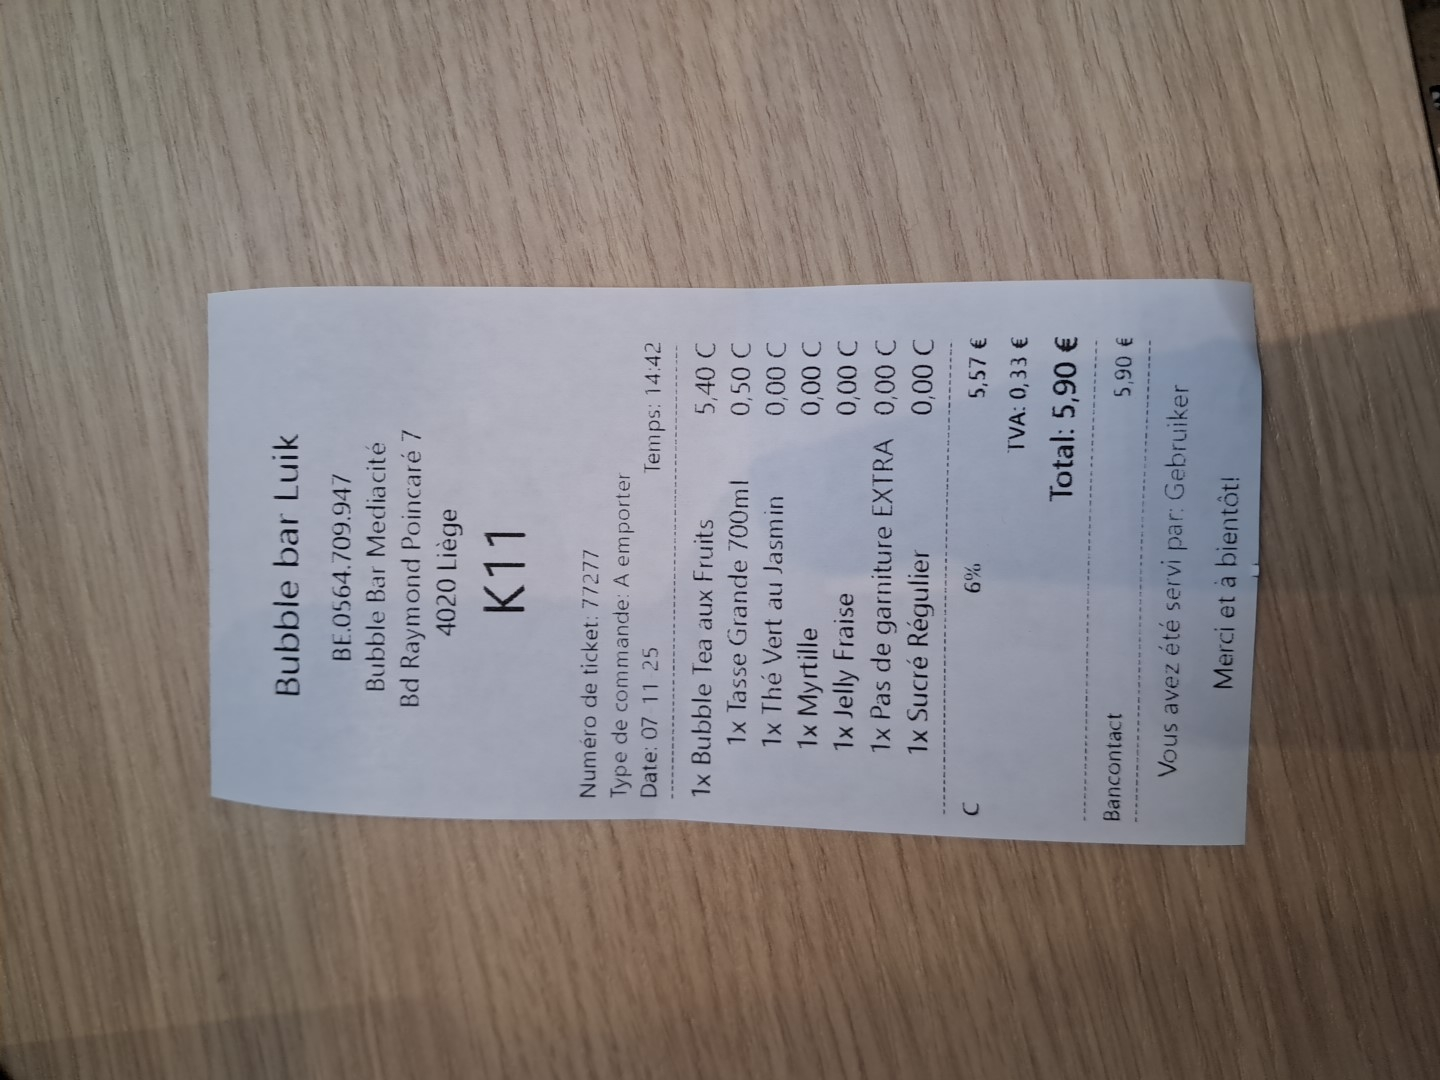 Bubble bar Luik
BE.0564.709.947
Bubble Bar Mediacité
Bd Raymond Poincaré 7
4020 Liège
K11
Numéro de ticket: 77277
Type de commande: A emporter
Date: 07 11 25 Temps: 14:42
1x Bubble Tea aux Fruits 5,40 C
1x Tasse Grande 700ml 0,50 C
1x Thé Vert au Jasmin 0,00 C
1x Myrtille 0,00 C
1x Jelly Fraise 0,00 C
1x Pas de garniture EXTRA 0,00 C
1x Sucré Régulier 0,00 C
C 6% 5,57 €
TVA: 0,33 €
Total: 5,90 €
Bancontact 5,90 €
Vous avez été servi par: Gebruiker
Merci et à bientôt!